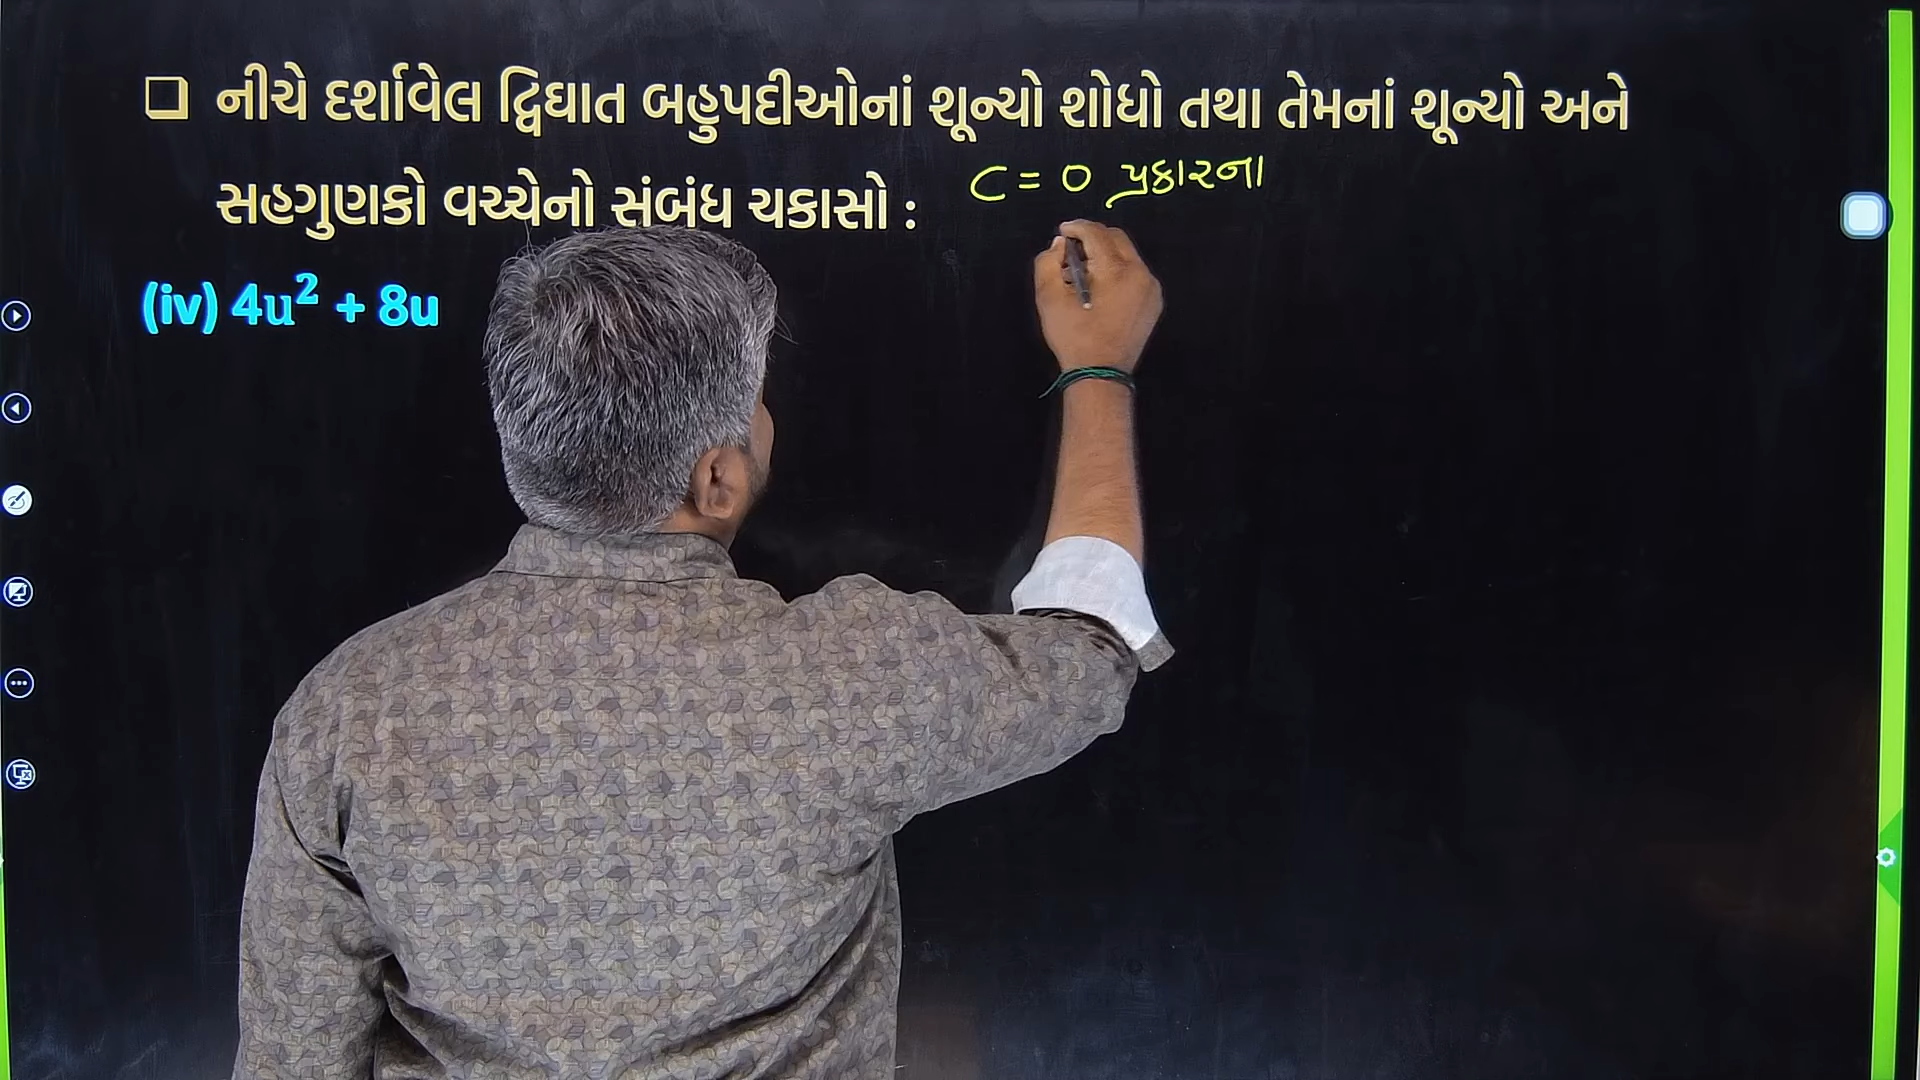 ❑ નીચે દર્શાવેલ દ્વિઘાત બહુપદીઓનાં શૂન્યો શોધો તથા તેમનાં શૂન્યો અને
સહગુણકો વચ્ચેનો સંબંધ ચકાસો :
C = 0 પ્રકારના
(iv) 4u² + 8u